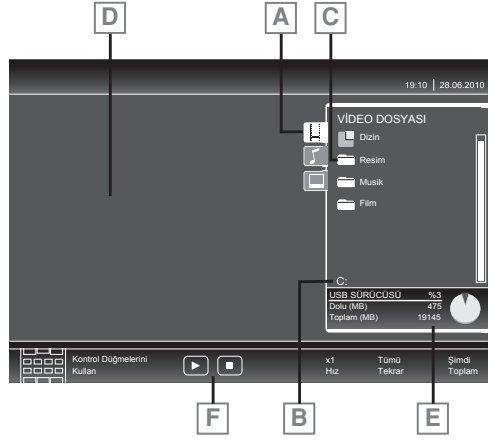 D
A
C
19:10 | 28.06.2010
VİDEO DOSYASI
Dizin
Resim
Musik
Film
C:
USB SÜRÜCÜSÜ %3
Dolu (MB) 475
Toplam (MB) 19145
Kontrol Düğmelerini
Kullan
x1 Tümü Şimdi
Hız Tekrar Toplam
F
B
E